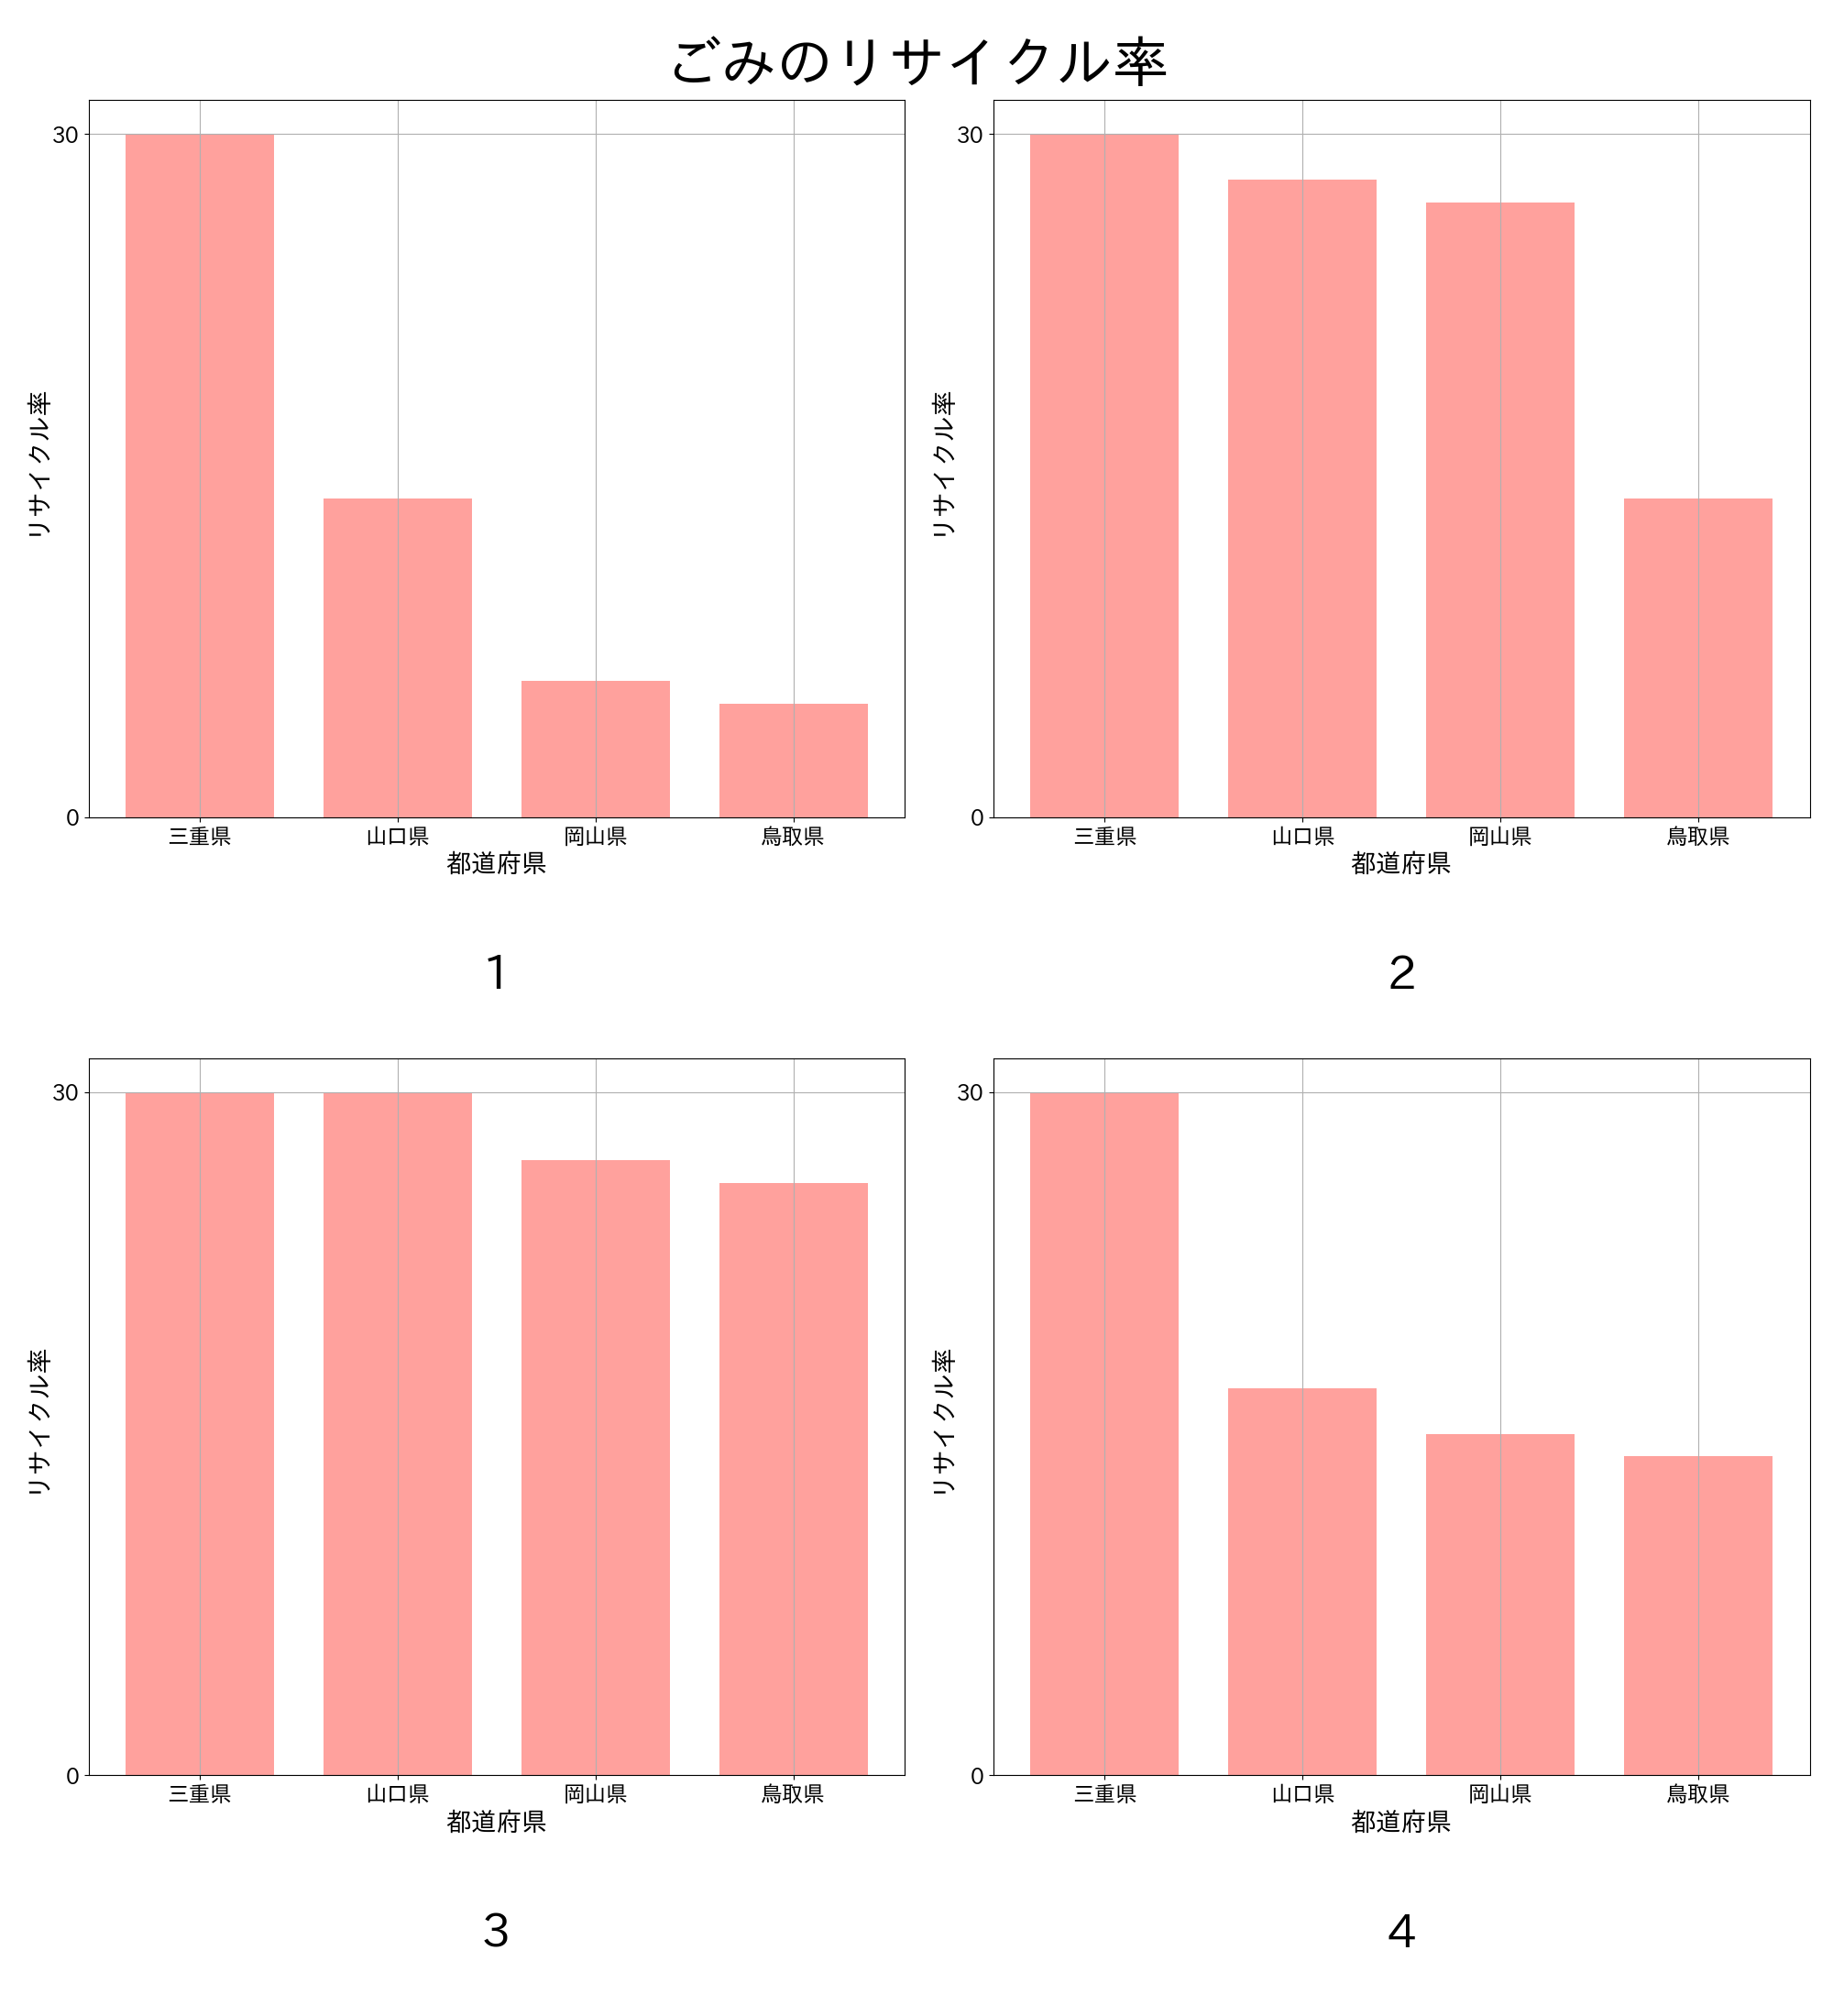 ごみのリサイクル率
30
0
リサイクル率
三重県 山口県 岡山県 鳥取県
都道府県
1
30
0
リサイクル率
三重県 山口県 岡山県 鳥取県
都道府県
2
30
0
リサイクル率
三重県 山口県 岡山県 鳥取県
都道府県
3
30
0
リサイクル率
三重県 山口県 岡山県 鳥取県
都道府県
4